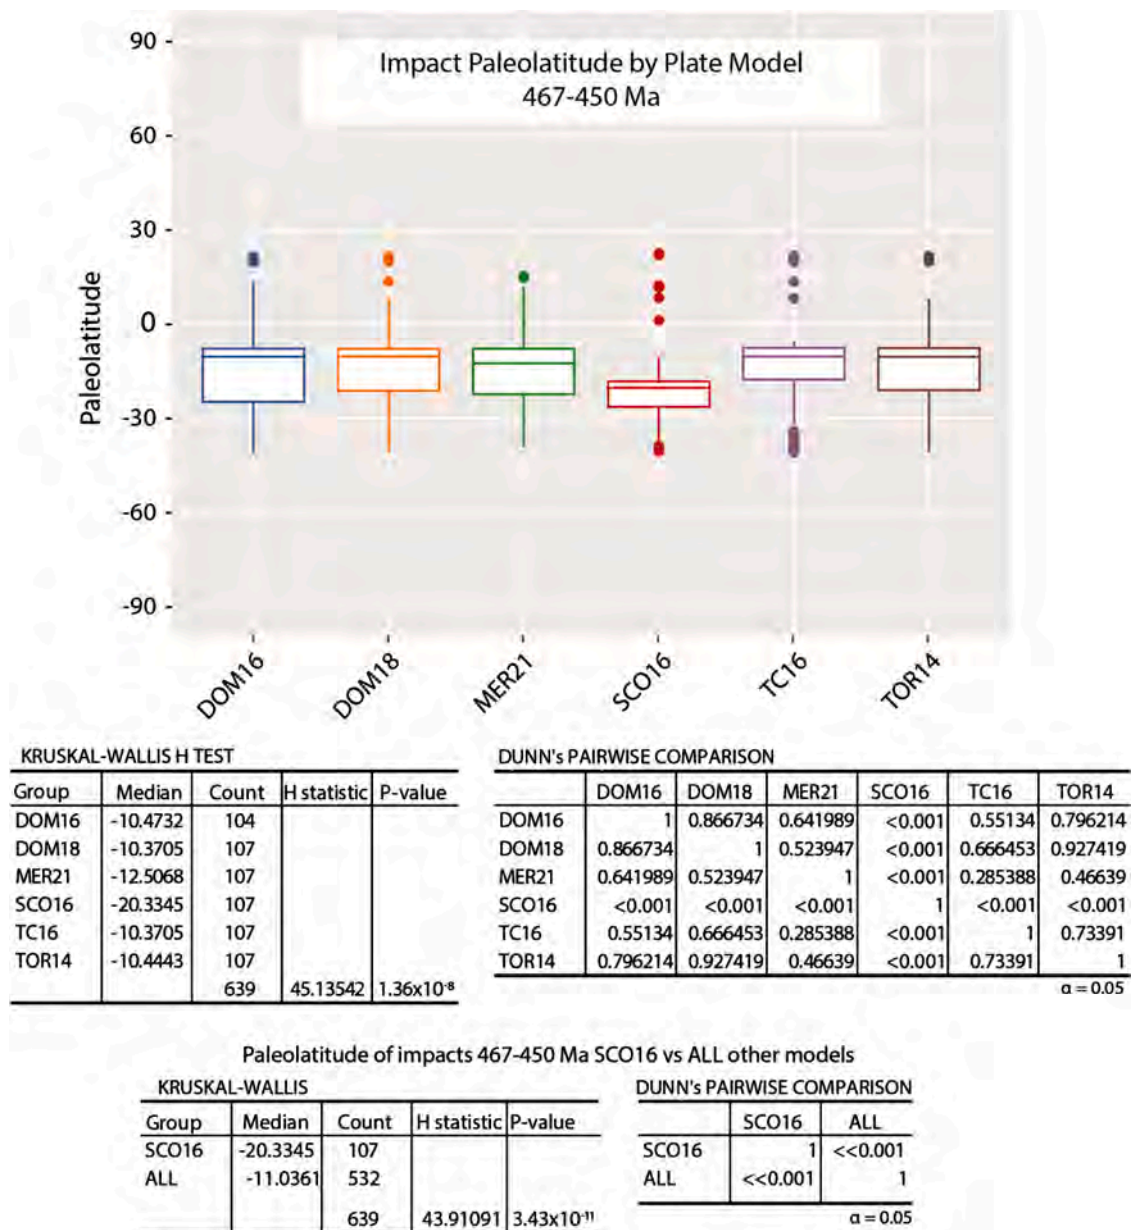 Impact Paleolatitude by Plate Model
467-450 Ma
Paleolatitude
90
60
30
0
-30
-60
-90
DOM16 DOM18 MER21 SCO16 TC16 TOR14
KRUSKAL-WALLIS H TEST
Group Median Count H statistic P-value
DOM16 -10.4732 104
DOM18 -10.3705 107
MER21 -12.5068 107
SCO16 -20.3345 107
TC16 -10.3705 107
TOR14 -10.4443 107
639 45.13542 1.36x10⁻⁸
DUNN's PAIRWISE COMPARISON
DOM16 DOM18 MER21 SCO16 TC16 TOR14
DOM16 1 0.866734 0.641989 <<0.001 0.55134 0.796214
DOM18 0.866734 1 0.523947 <<0.001 0.666453 0.927419
MER21 0.641989 0.523947 1 <<0.001 0.285388 0.46639
SCO16 <<0.001 <<0.001 <<0.001 1 <<0.001 <<0.001
TC16 0.55134 0.666453 0.285388 <<0.001 1 0.73391
TOR14 0.796214 0.927419 0.46639 <<0.001 0.73391 1
α = 0.05
Paleolatitude of impacts 467-450 Ma SCO16 vs ALL other models
KRUSKAL-WALLIS
Group Median Count H statistic P-value
SCO16 -20.3345 107
ALL -11.0361 532
639 43.91091 3.43x10⁻¹¹
DUNN's PAIRWISE COMPARISON
SCO16 ALL
SCO16 1 <<0.001
ALL <<0.001 1
α = 0.05